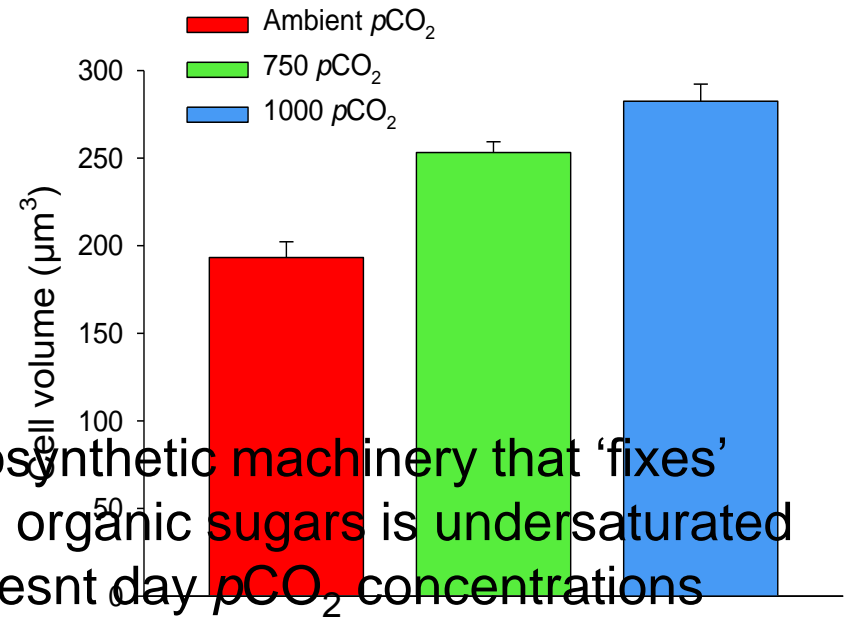 Ambient pCO₂
750 pCO₂
1000 pCO₂
300
250
200
150
100
50
0
Cell volume (µm³)
osynthetic machinery that ‘fixes’
organic sugars is undersaturated
esnt day pCO₂ concentrations